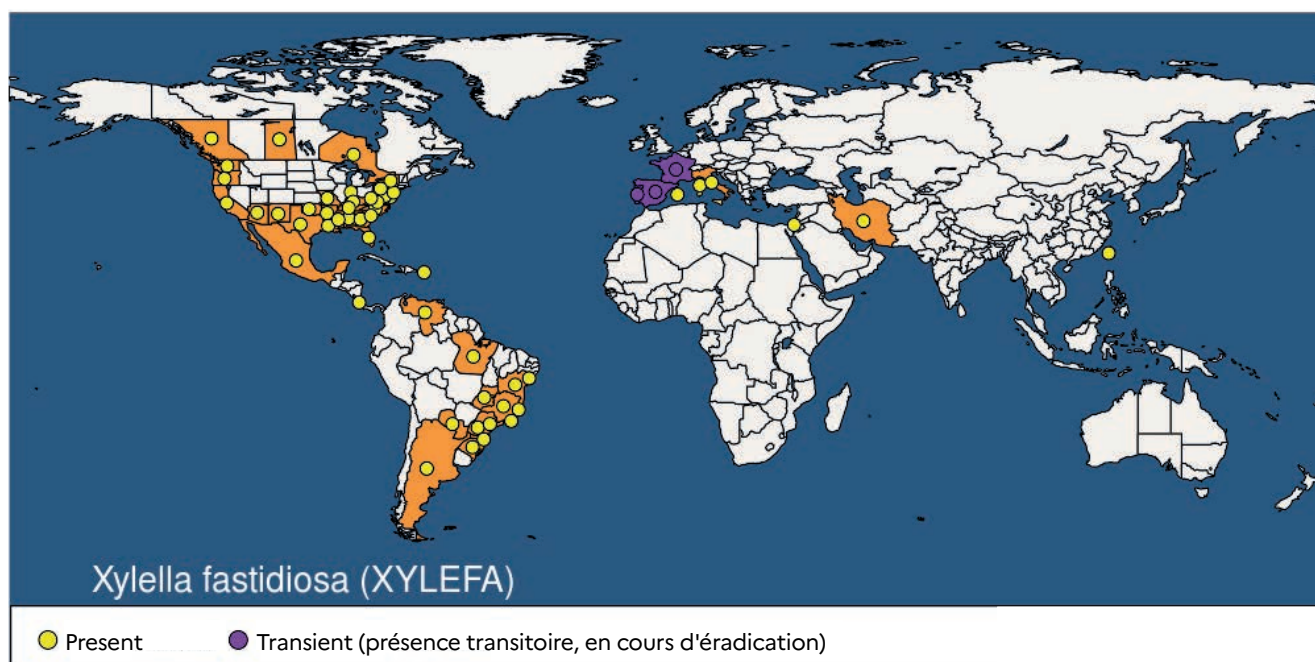 Xylella fastidiosa (XYLEFA)
Present
Transient (présence transitoire, en cours d'éradication)